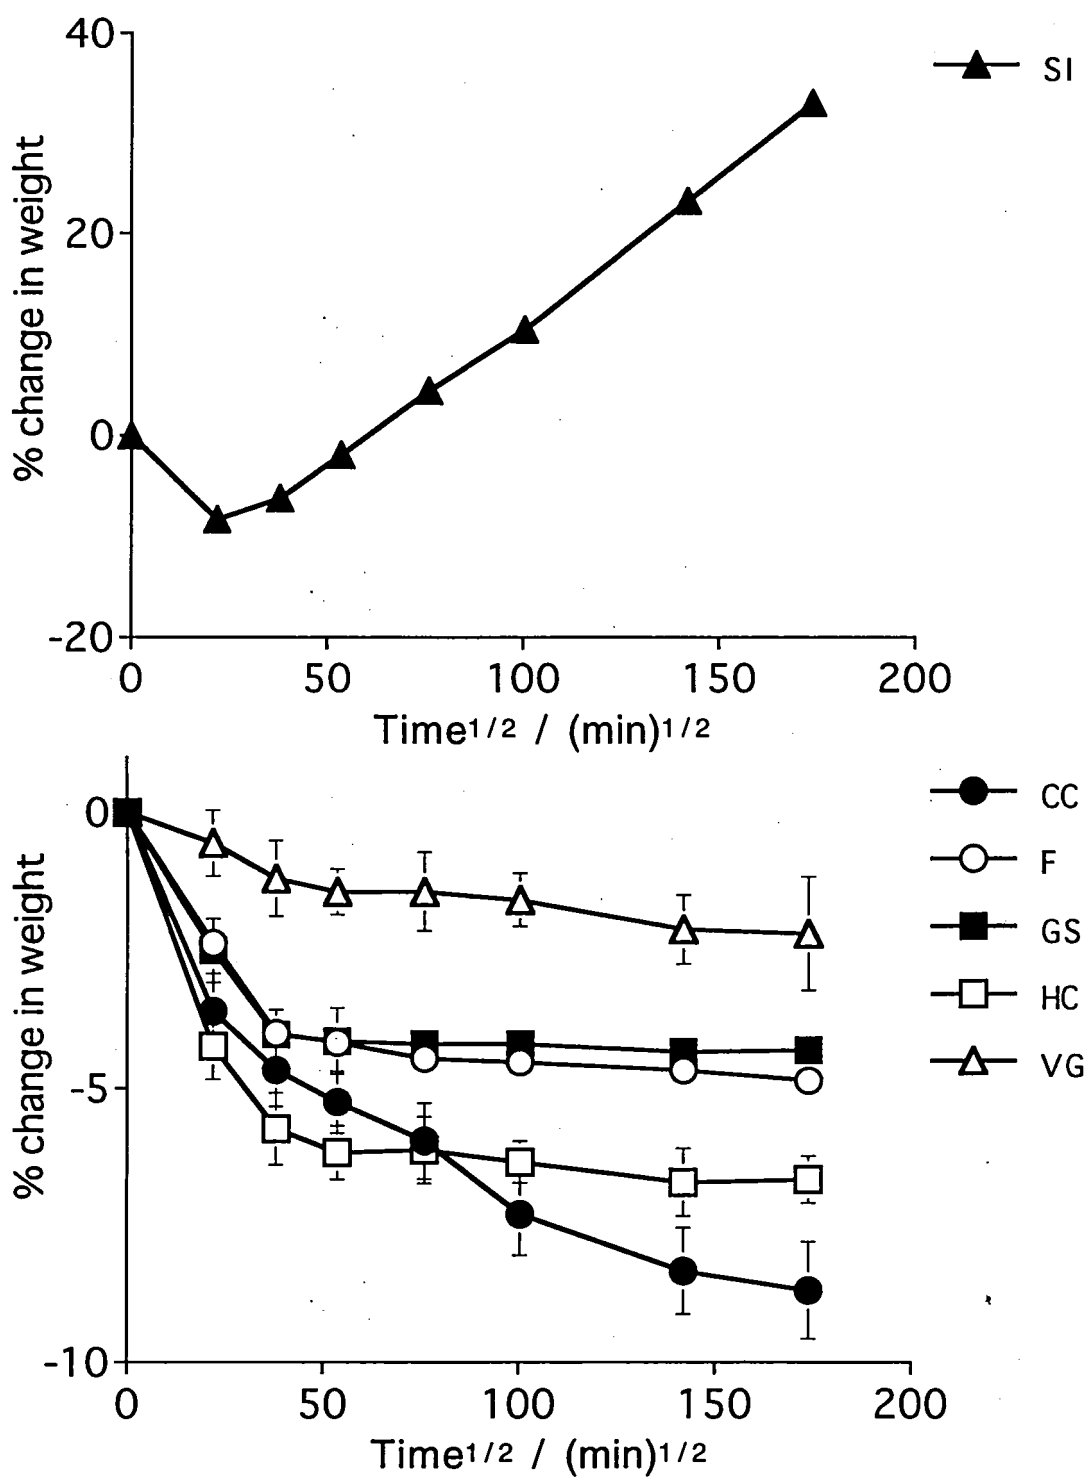 40
SI
20
% change in weight
0
-20
0 50 100 150 200
Time1/2 / (min)1/2
CC
0
F
GS
% change in weight
HC
VG
-5
-10
0 50 100 150 200
Time1/2 / (min)1/2